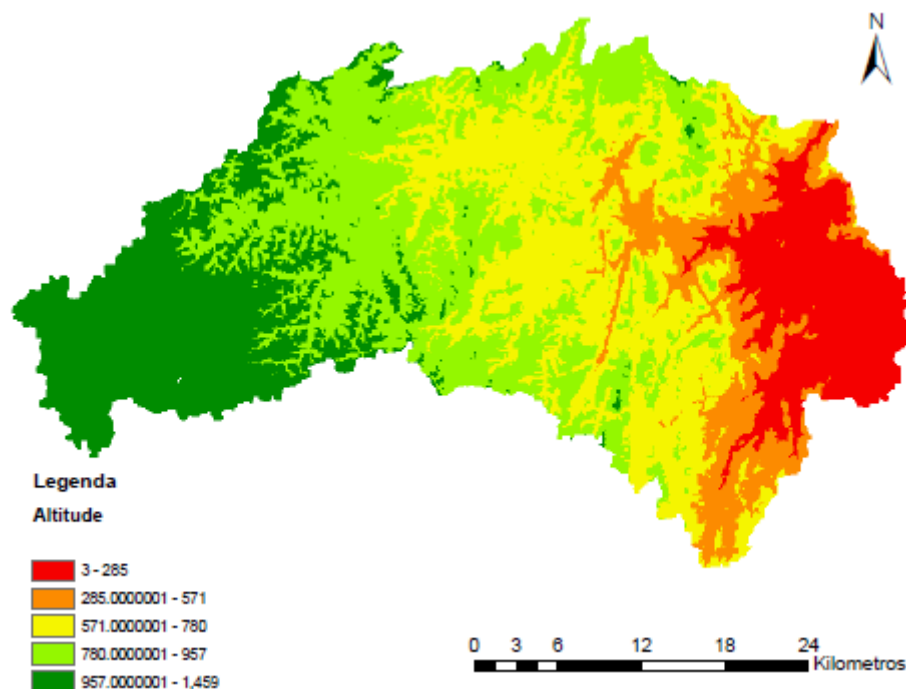 N
Legenda
Altitude
3 - 285
285.0000001 - 571
571.0000001 - 780
780.0000001 - 957
957.0000001 - 1,459
0 3 6 12 18 24
Kilometros